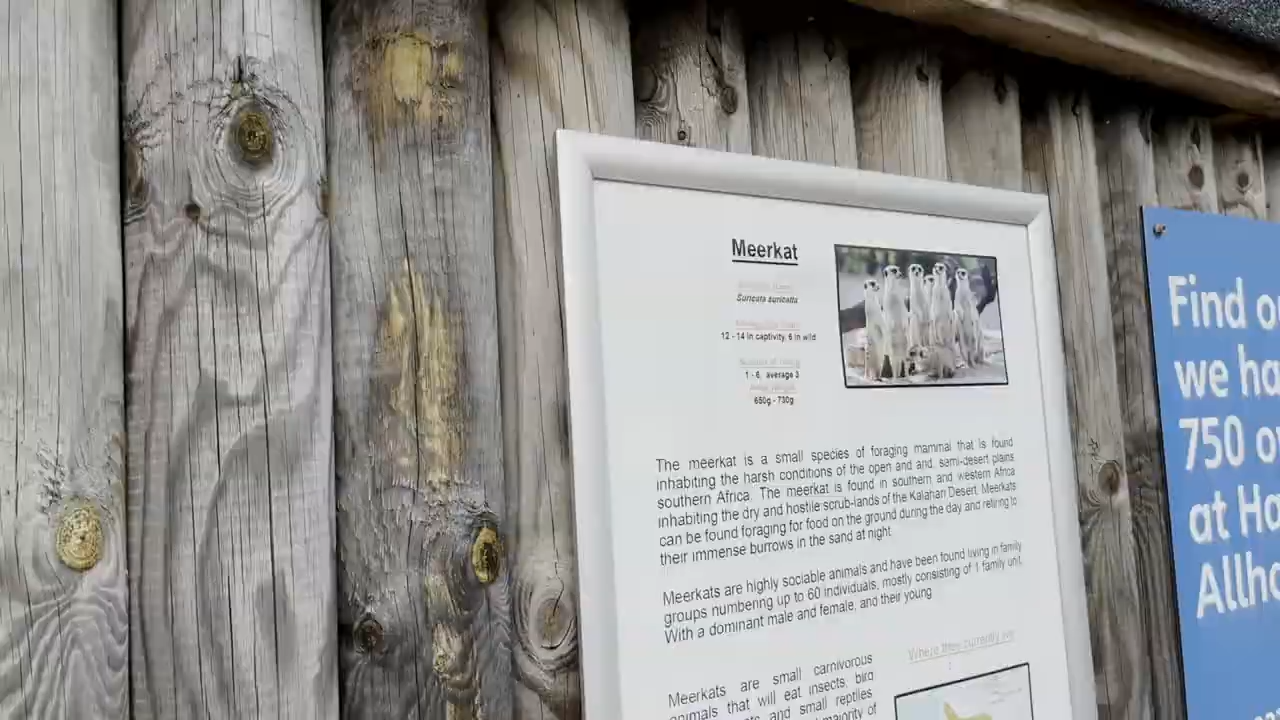 Meerkat
Suricata suricatta
12 - 14 in captivity, 6 in wild
1 - 6, average 3
650g - 730g
The meerkat is a small species of foraging mammal that is found
inhabiting the harsh conditions of the open and arid, semi-desert plains
southern Africa. The meerkat is found in southern and western Africa
inhabiting the dry and hostile scrub-lands of the Kalahari Desert. Meerkats
can be found foraging for food on the ground during the day and retiring to
their immense burrows in the sand at night.
Meerkats are highly sociable animals and have been found living in family
groups numbering up to 60 individuals, mostly consisting of 1 family unit.
With a dominant male and female, and their young
Where they currently live
Meerkats are small carnivorous
animals that will eat insects, bird
and small reptiles
majority of
Find o
we ha
750 o
at Ho
Allho